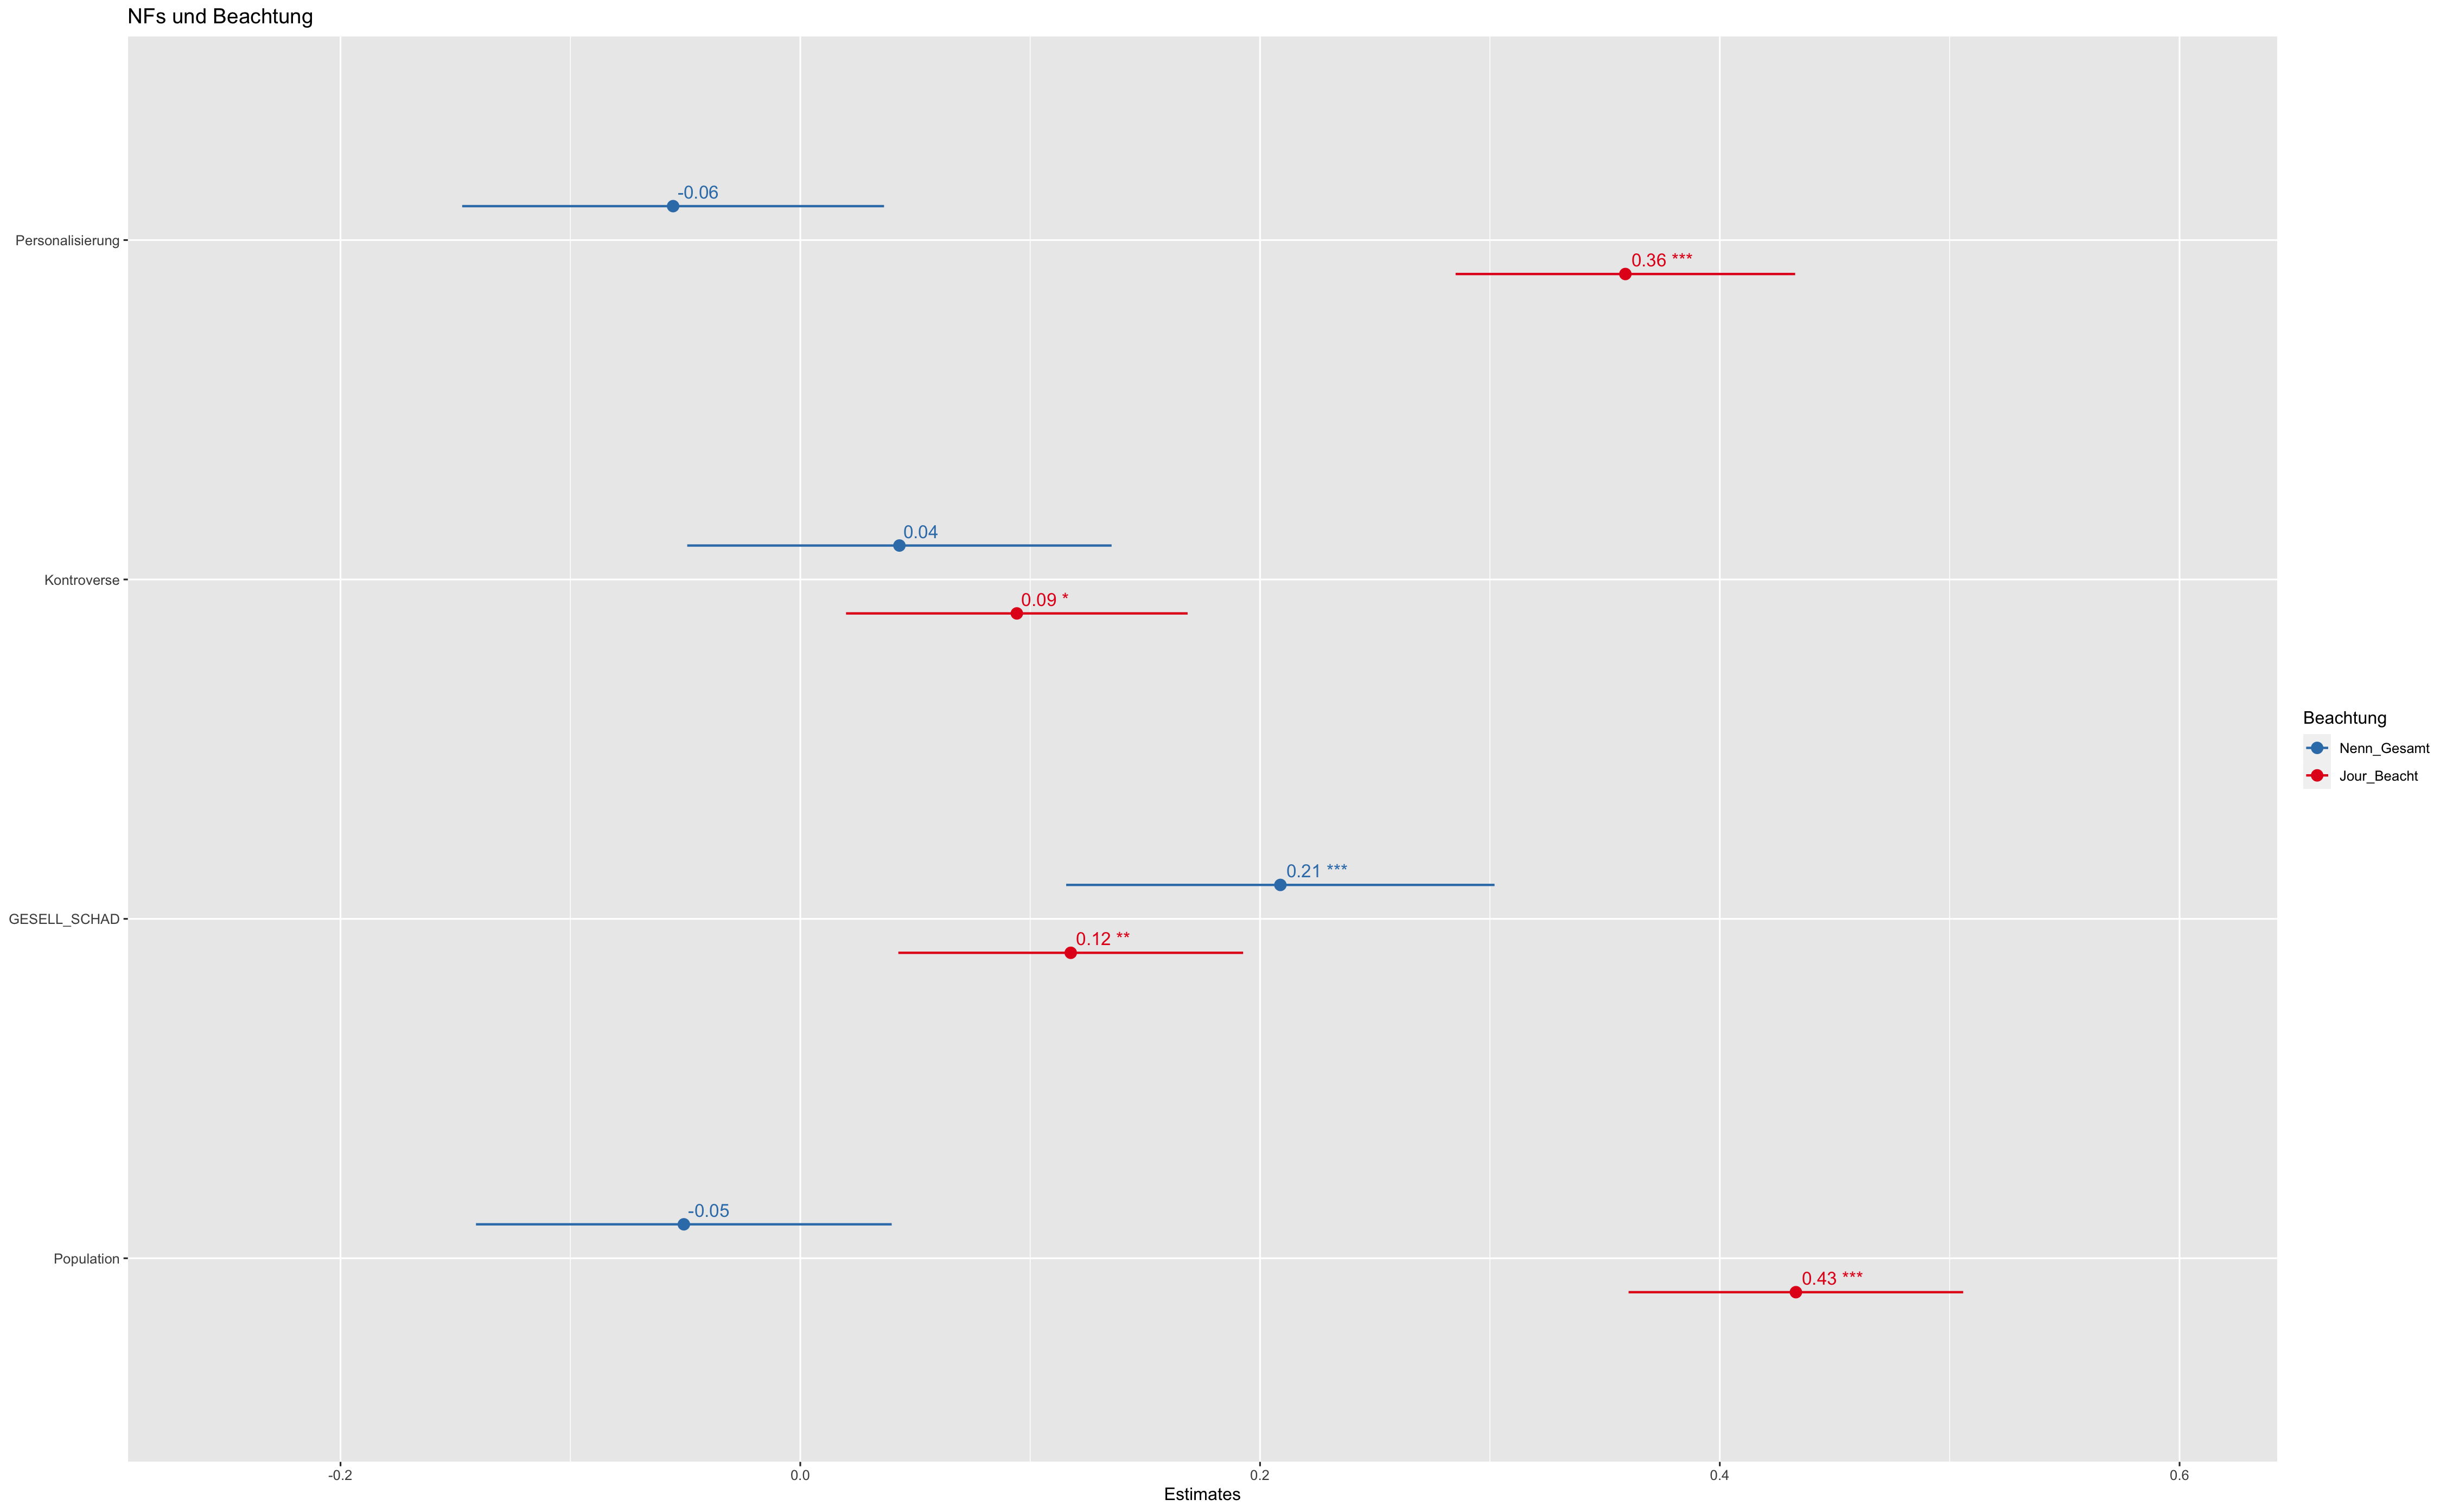 NFs und Beachtung
-0.06
Personalisierung
0.36 ***
0.04
Kontroverse
0.09 *
0.21 ***
GESELL_SCHAD
0.12 **
-0.05
Population
0.43 ***
Beachtung
Nenn_Gesamt
Jour_Beacht
-0.2 0.0 0.2 0.4 0.6
Estimates